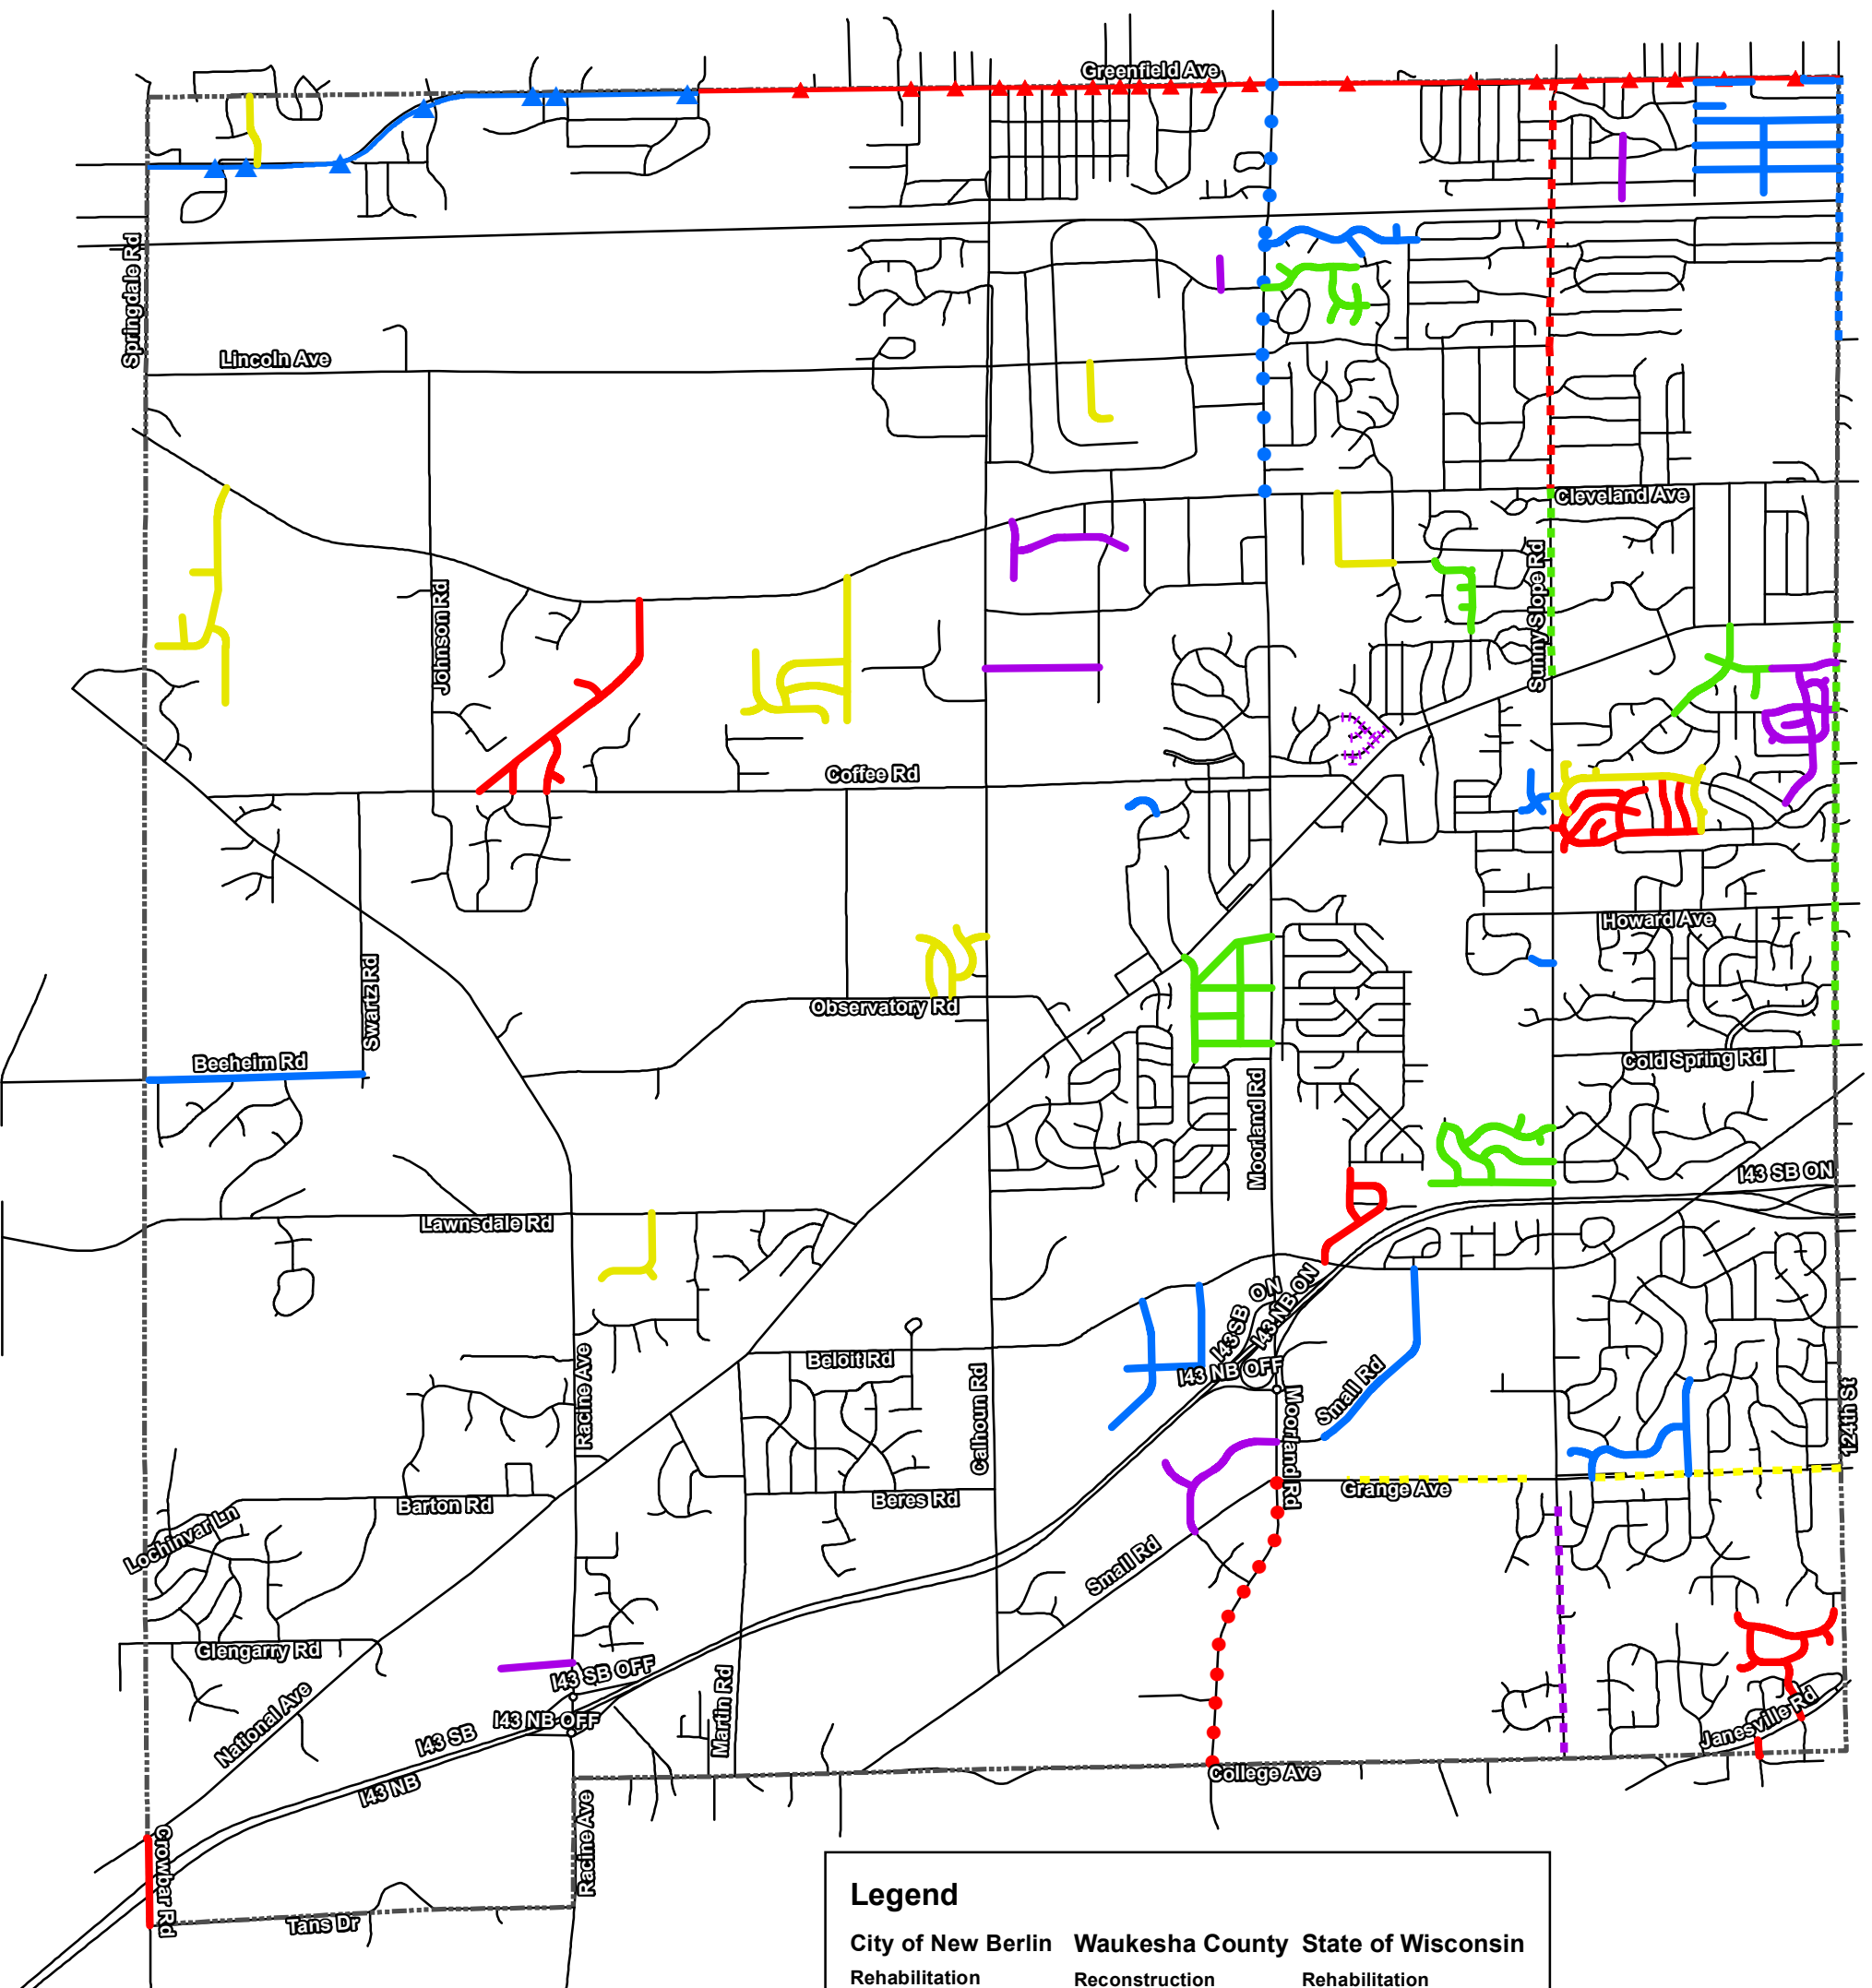 Greenfield Ave
Springdale Rd
Lincoln Ave
Cleveland Ave
Sunny Slope Rd
Johnson Rd
Coffee Rd
Howard Ave
Swartz Rd
Observatory Rd
Beeheim Rd
Cold Spring Rd
Moorland Rd
I43 SB ON
Lawnsdale Rd
I43 SB ON
I43 NB ON
I43 NB OFF
Beloit Rd
Racine Ave
Calhoun Rd
Small Rd
Moorland Rd
124th St
Grange Ave
Barton Rd
Beres Rd
Lochinvar Ln
Small Rd
Glengarry Rd
I43 SB OFF
National Ave
I43 NB OFF
I43 SB
Martin Rd
Janesville Rd
I43 NB
College Ave
Crowbar Rd
Racine Ave
Tans Dr
Legend
City of New Berlin Waukesha County State of Wisconsin
Rehabilitation Reconstruction Rehabilitation